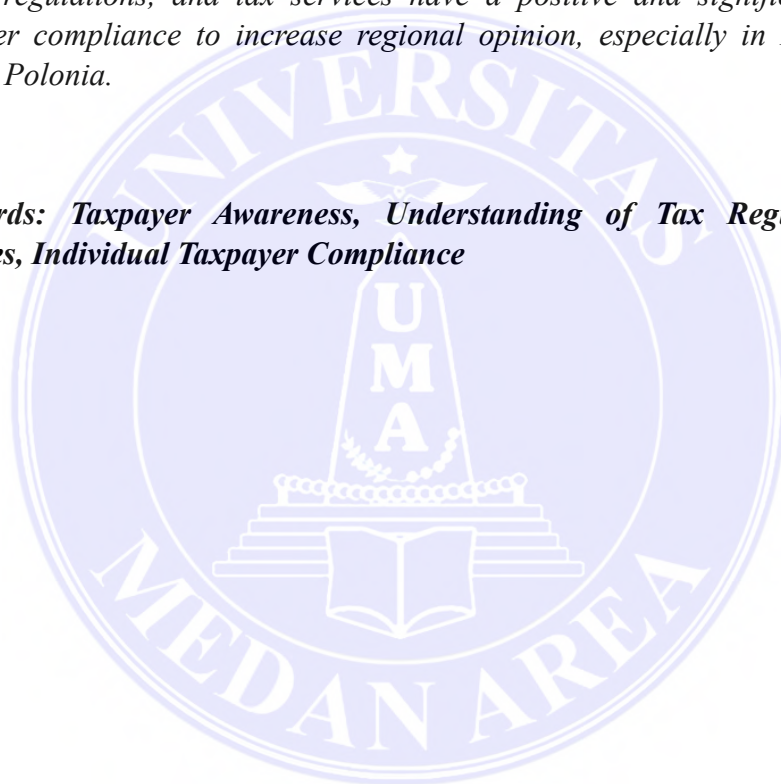 regulations, and tax services have a positive and signifi
er compliance to increase regional opinion, especially in
Polonia.
rds: Taxpayer Awareness, Understanding of Tax Reg
es, Individual Taxpayer Compliance
UNIVERSITAS
UMA
MEDAN AREA